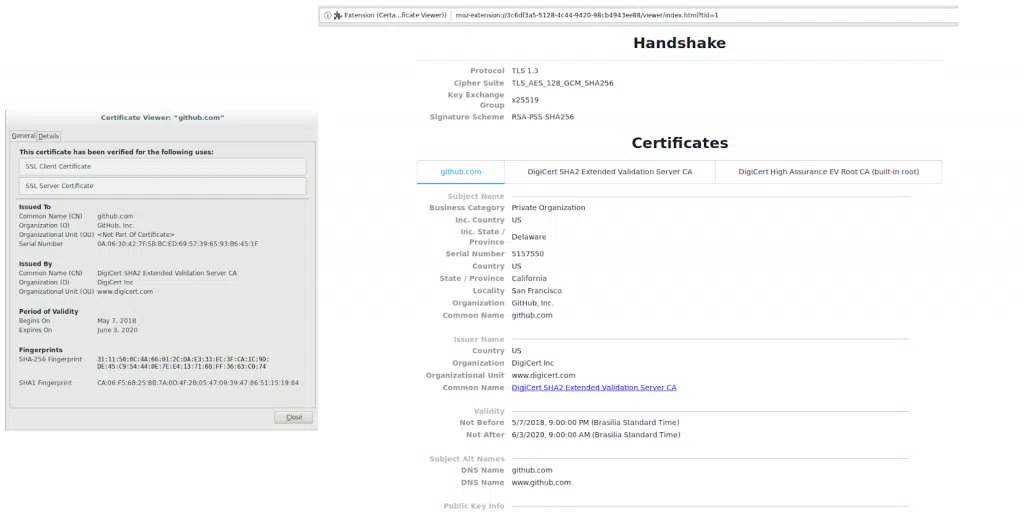 Certificate Viewer: "github.com"
General Details
This certificate has been verified for the following uses:
SSL Client Certificate
SSL Server Certificate
Issued To
Common Name (CN) github.com
Organization (O) GitHub, Inc.
Organizational Unit (OU) <Not Part Of Certificate>
Serial Number 0A:06:30:42:7F:5B:BC:ED:69:57:39:65:93:B6:45:1F
Issued By
Common Name (CN) DigiCert SHA2 Extended Validation Server CA
Organization (O) DigiCert Inc
Organizational Unit (OU) www.digicert.com
Period of Validity
Begins On May 7, 2018
Expires On June 3, 2020
Fingerprints
SHA-256 Fingerprint 31:11:50:0C:4A:66:01:2C:DA:E3:33:EC:3F:CA:1C:9D:
DE:45:C9:54:44:0E:7E:E4:13:71:6B:FF:36:63:C0:74
SHA1 Fingerprint CA:06:F5:6B:25:8B:7A:0D:4F:2B:05:47:09:39:47:86:51:15:19:84
Close
Extension (Certa...ficate Viewer) moz-extension://3c6df3a5-5128-4c44-9420-98cb4943ee88/viewer/index.html?tid=1
Handshake
Protocol TLS 1.3
Cipher Suite TLS_AES_128_GCM_SHA256
Key Exchange
Group x25519
Signature Scheme RSA-PSS-SHA256
Certificates
github.com DigiCert SHA2 Extended Validation Server CA DigiCert High Assurance EV Root CA (built-in root)
Subject Name
Business Category Private Organization
Inc. Country US
Inc. State /
Province Delaware
Serial Number 5157550
Country US
State / Province California
Locality San Francisco
Organization GitHub, Inc.
Common Name github.com
Issuer Name
Country US
Organization DigiCert Inc
Organizational Unit www.digicert.com
Common Name DigiCert SHA2 Extended Validation Server CA
Validity
Not Before 5/7/2018, 9:00:00 PM (Brasilia Standard Time)
Not After 6/3/2020, 9:00:00 AM (Brasilia Standard Time)
Subject Alt Names
DNS Name github.com
DNS Name www.github.com
Public Key Info